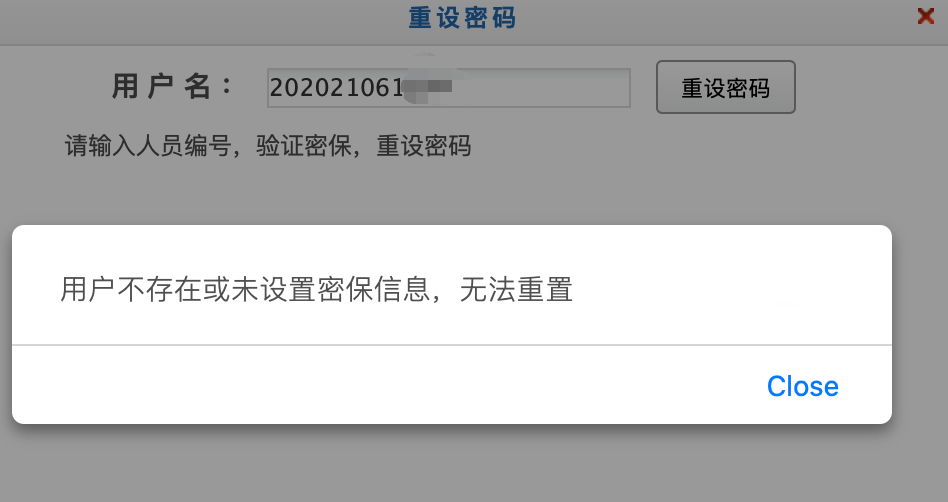 重设密码
用户名： 202021061 重设密码
请输入人员编号，验证密保，重设密码
用户不存在或未设置密保信息，无法重置
Close